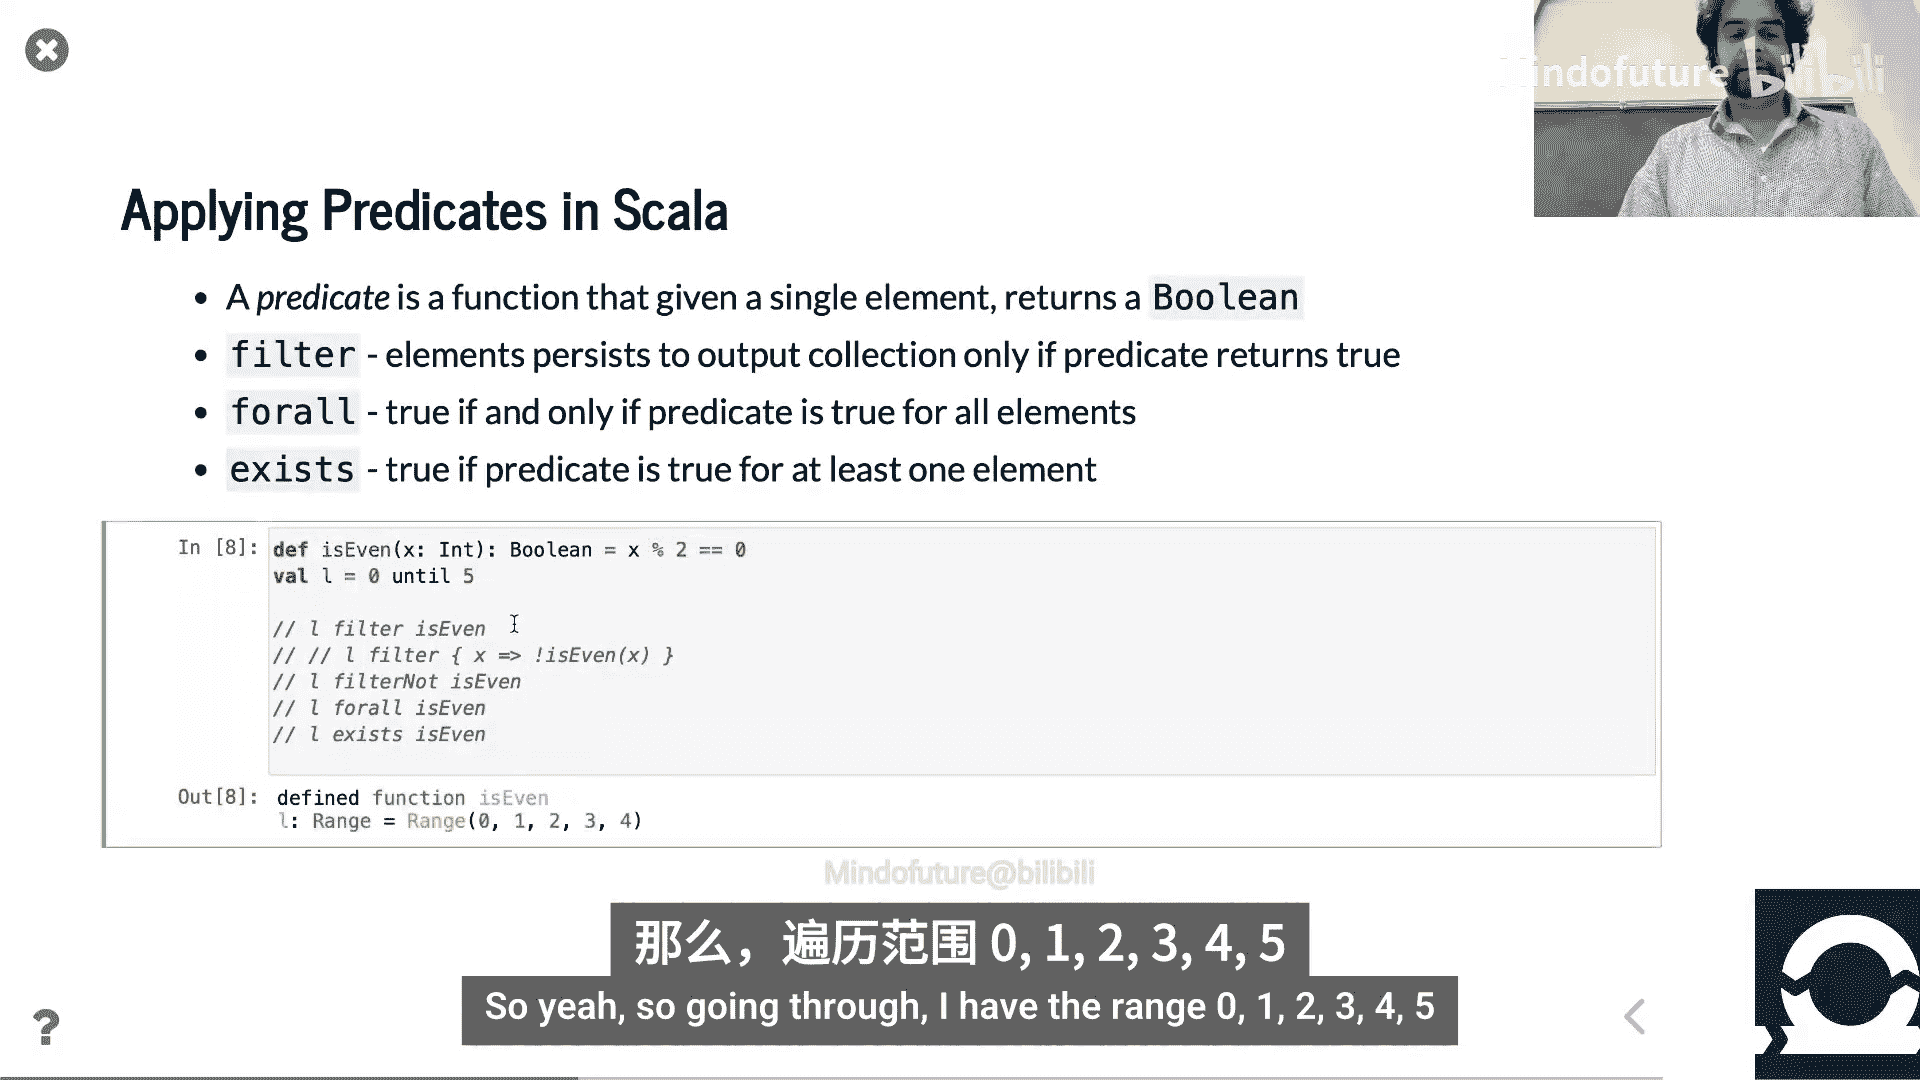 indofuture bilibili
Applying Predicates in Scala
• A predicate is a function that given a single element, returns a Boolean
• filter - elements persists to output collection only if predicate returns true
• forall - true if and only if predicate is true for all elements
• exists - true if predicate is true for at least one element
In [8]: def isEven(x: Int): Boolean = x % 2 == 0
val l = 0 until 5
// l filter isEven
// // l filter { x => !isEven(x) }
// l filterNot isEven
// l forall isEven
// l exists isEven
Out[8]: defined function isEven
l: Range = Range(0, 1, 2, 3, 4)
Mindofuture@bilibili
那么，遍历范围 0, 1, 2, 3, 4, 5
So yeah, so going through, I have the range 0, 1, 2, 3, 4, 5
?